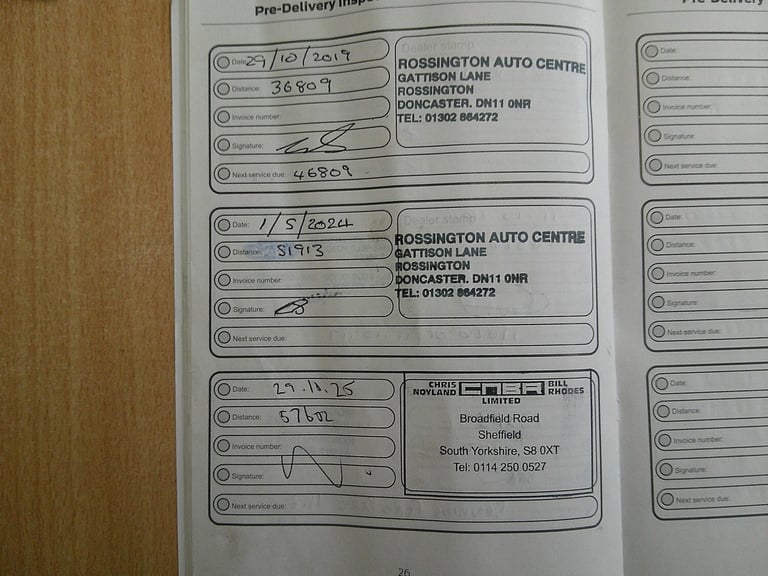 Pre-Delivery Inspe
Date: 29/10/2019
Distance: 36809
Invoice number:
Signature:
Next service due: 46809
Dealer stamp
ROSSINGTON AUTO CENTRE
GATTISON LANE
ROSSINGTON
DONCASTER. DN11 0NR
TEL: 01302 864272
Date: 1/5/2024
Distance: 51913
Invoice number:
Signature:
Next service due:
Dealer stamp
ROSSINGTON AUTO CENTRE
GATTISON LANE
ROSSINGTON
DONCASTER. DN11 0NR
TEL: 01302 864272
Date:
Distance: 57602
Invoice number:
Signature:
Next service due:
CHRIS NOYLAND CNBR BILL RHODES
LIMITED
Broadfield Road
Sheffield
South Yorkshire, S8 0XT
Tel: 0114 250 0527
26
Pre-Delivery
Date:
Distance:
Invoice number:
Signature:
Next service due:
Date:
Distance:
Invoice number:
Signature:
Next service due:
Date:
Distance:
Invoice number:
Signature:
Next service due: